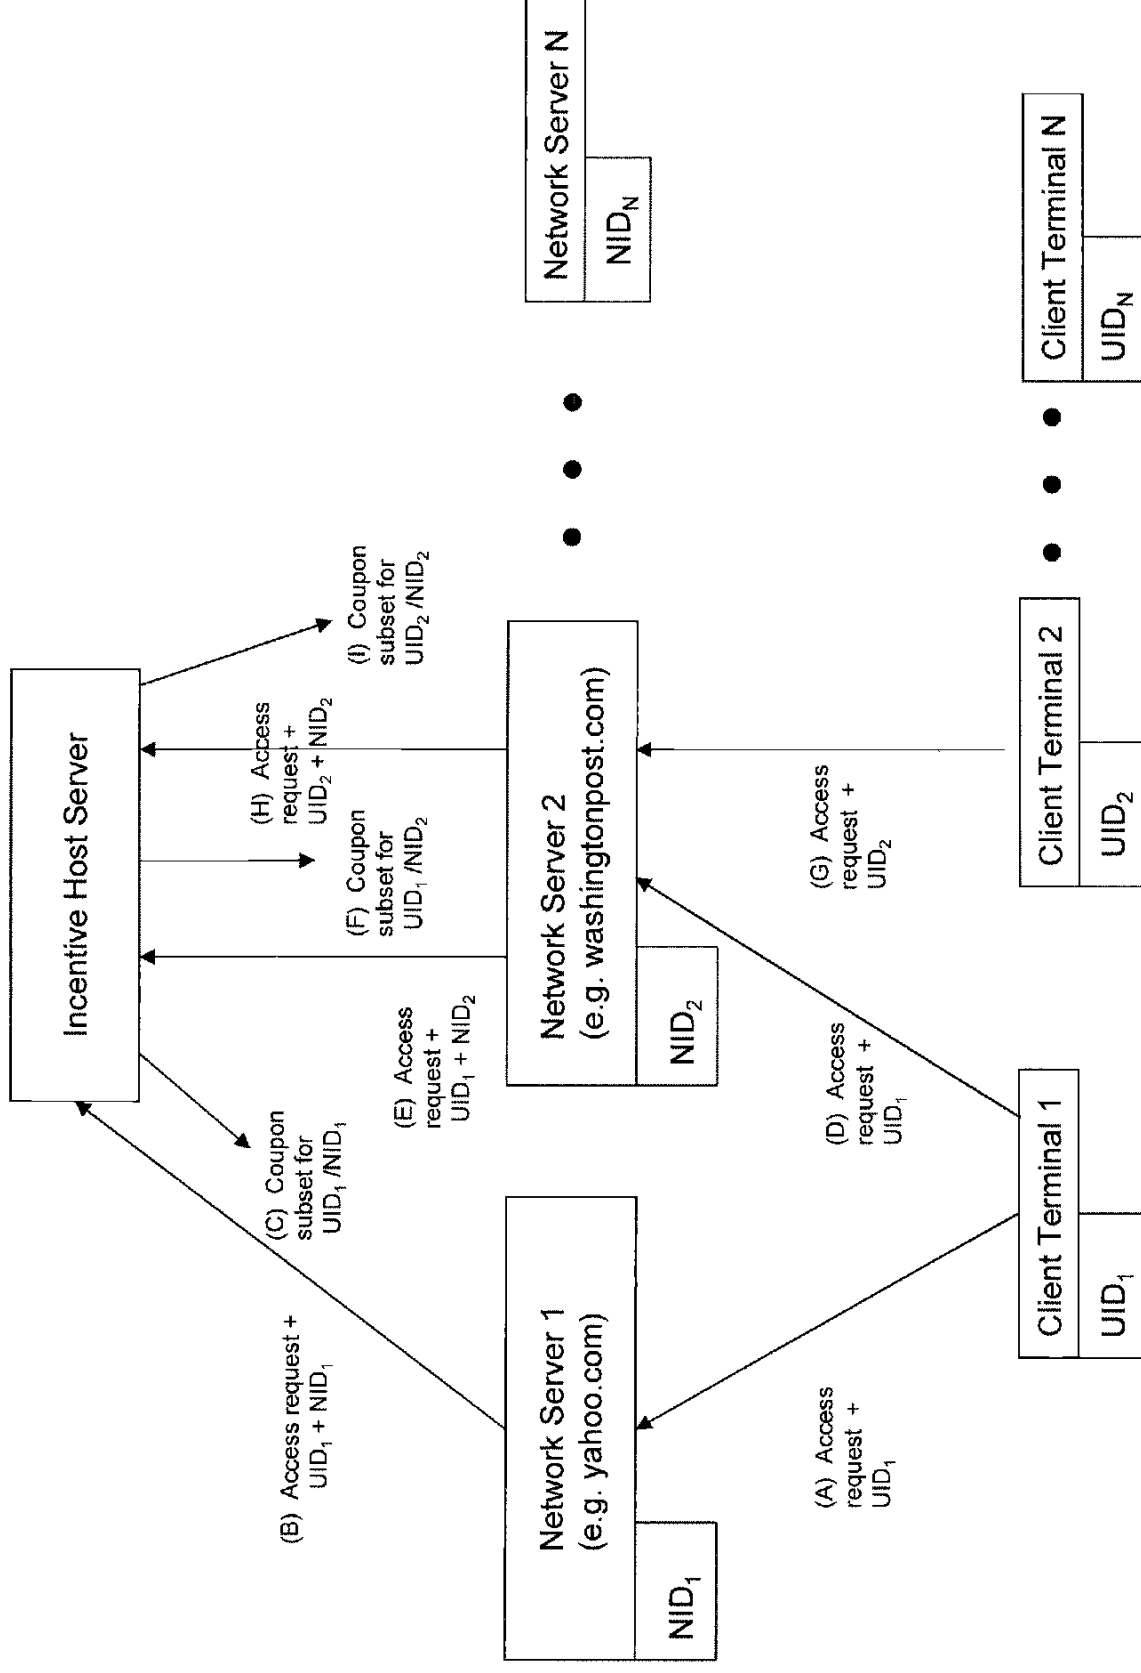 Incentive Host Server
(B) Access request +
UID1 + NID1
(C) Coupon
subset for
UID1 /NID1
(E) Access
request +
UID1 + NID2
(F) Coupon
subset for
UID1 /NID2
(H) Access
request +
UID2 + NID2
(I) Coupon
subset for
UID2 /NID2
Network Server 1
(e.g. yahoo.com)
NID1
Network Server 2
(e.g. washingtonpost.com)
NID2
Network Server N
NIDN
(A) Access
request +
UID1
(D) Access
request +
UID1
(G) Access
request +
UID2
Client Terminal 1
UID1
Client Terminal 2
UID2
Client Terminal N
UIDN